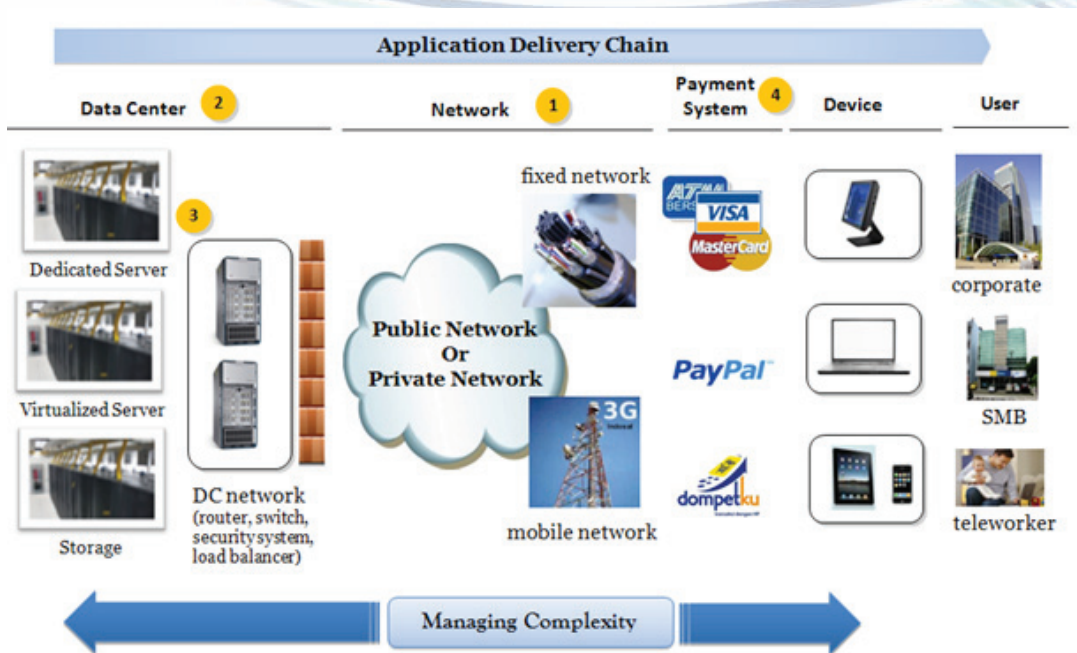 Application Delivery Chain
Data Center
2
Network
1
Payment
System
4
Device
User
3
Dedicated Server
Virtualized Server
Storage
DC network
(router, switch,
security system,
load balancer)
Public Network
Or
Private Network
fixed network
3G
Indosat
mobile network
ATM
BERSAMA
VISA
MasterCard
PayPal™
dompetku
corporate
SMB
teleworker
Managing Complexity